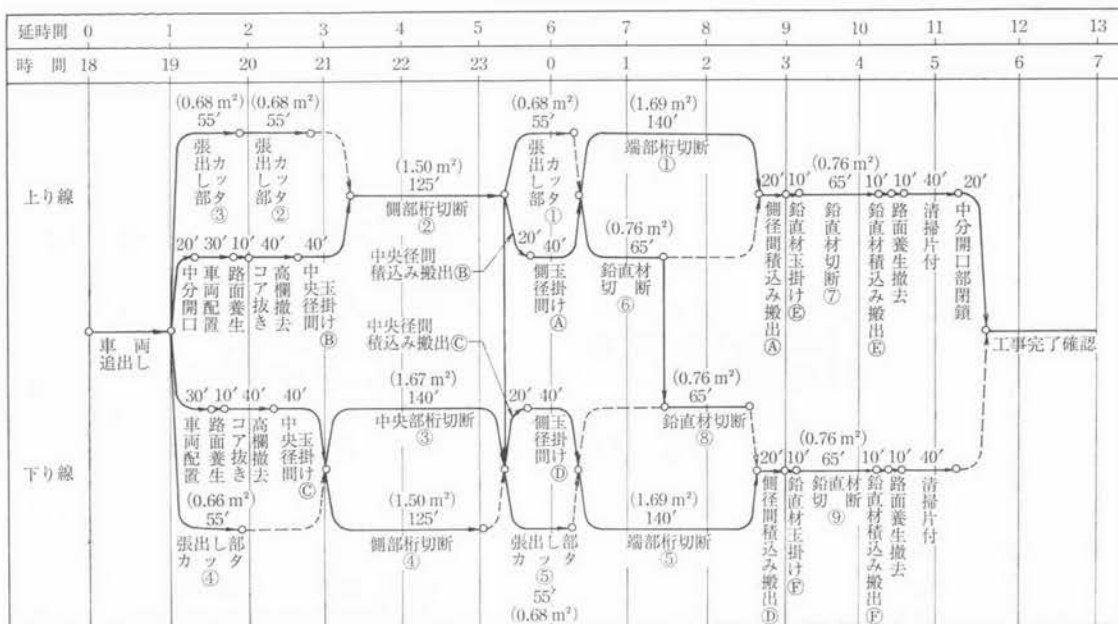 延時間 0 1 2 3 4 5 6 7 8 9 10 11 12 13
時間 18 19 20 21 22 23 0 1 2 3 4 5 6 7
上り線
(0.68 m²) (0.68 m²)
55′ 55′
張出し部カッタ③
張出し部カッタ②
(1.50 m²)
125′
側部桁切断
②
20′ 30′ 10′ 40′ 40′
中分開口
車両配置
路面養生
コア抜き
高欄撤去
中央径間玉掛けⒷ
(0.68 m²)
55′
張出し部カッタ①
中央径間
積込み搬出Ⓑ
20′ 40′
側径間玉掛けⒶ
(1.69 m²)
140′
端部桁切断
①
(0.76 m²)
65′
鉛直材切断
⑥
20′ 10′ (0.76 m²) 65′ 10′ 10′ 40′ 20′
側径間積込み搬出Ⓐ
鉛直材玉掛けⒺ
鉛直材切断⑦
鉛直材積込み搬出Ⓔ
路面養生撤去
清掃片付
中分開口部閉鎖
車両
追出し
工事完了確認
下り線
30′ 10′ 40′ 40′
車両配置
路面養生
コア抜き
高欄撤去
中央径間玉掛けⒸ
(0.66 m²)
55′
張出し部
カッタ
④
(1.67 m²)
140′
中央部桁切断
③
(1.50 m²)
125′
側部桁切断
④
中央径間
積込み搬出Ⓒ
20′ 40′
側径間玉掛けⒹ
張出し部
カッタ
⑤
55′
(0.68 m²)
(0.76 m²)
65′
鉛直材切断
⑧
(1.69 m²)
140′
端部桁切断
⑤
20′ 10′ (0.76 m²) 65′ 10′ 10′ 40′
側径間積込み搬出Ⓓ
鉛直材玉掛けⒻ
鉛直材切断
⑨
鉛直材積込み搬出Ⓕ
路面養生撤去
清掃片付